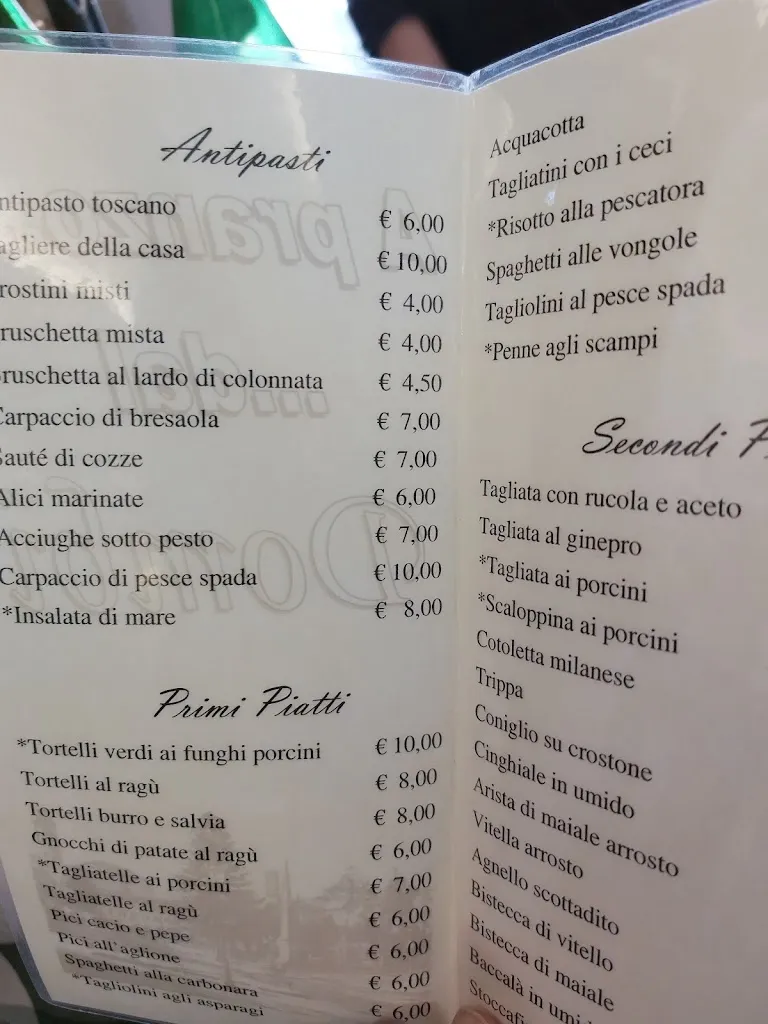 Antipasti
ntipasto toscano € 6,00
agliere della casa € 10,00
rostini misti € 4,00
ruschetta mista € 4,00
ruschetta al lardo di colonnata € 4,50
Carpaccio di bresaola € 7,00
Sauté di cozze € 7,00
Alici marinate € 6,00
Acciughe sotto pesto € 7,00
Carpaccio di pesce spada € 10,00
*Insalata di mare € 8,00
Primi Piatti
*Tortelli verdi ai funghi porcini € 10,00
Tortelli al ragù € 8,00
Tortelli burro e salvia € 8,00
Gnocchi di patate al ragù € 6,00
*Tagliatelle ai porcini € 7,00
Tagliatelle al ragù € 6,00
Pici cacio e pepe € 6,00
Pici all'aglione € 6,00
Spaghetti alla carbonara € 6,00
*Tagliolini agli asparagi
Acquacotta
Tagliatini con i ceci
*Risotto alla pescatora
Spaghetti alle vongole
Tagliolini al pesce spada
*Penne agli scampi
Secondi P
Tagliata con rucola e aceto
Tagliata al ginepro
*Tagliata ai porcini
*Scaloppina ai porcini
Cotoletta milanese
Trippa
Coniglio su crostone
Cinghiale in umido
Arista di maiale arrosto
Vitella arrosto
Agnello scottadito
Bistecca di vitello
Bistecca di maiale
Baccalà in umid
Stoccafi
A pranzo
...dal